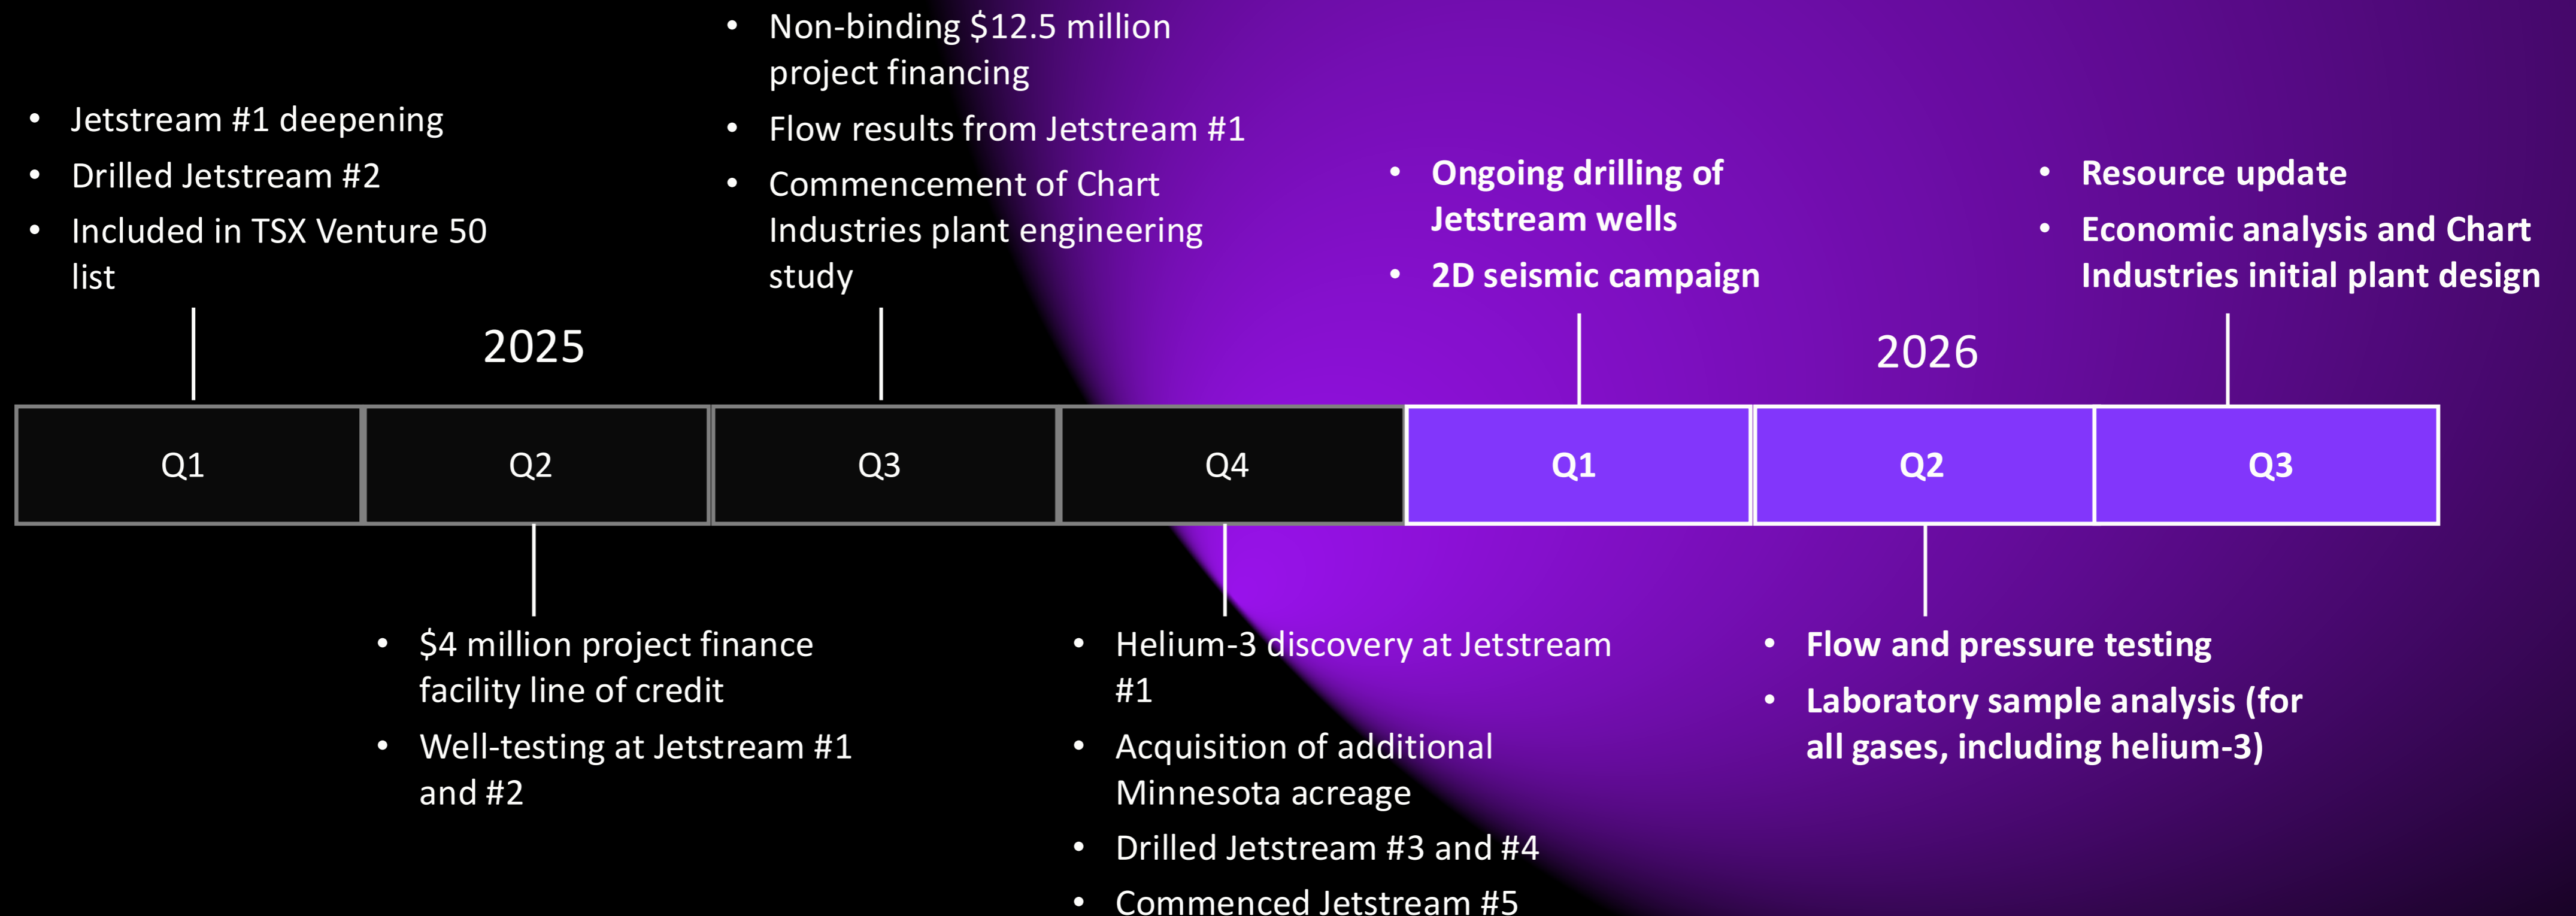 • Jetstream #1 deepening
• Drilled Jetstream #2
• Included in TSX Venture 50
list
• Non-binding $12.5 million
project financing
• Flow results from Jetstream #1
• Commencement of Chart
Industries plant engineering
study
• Ongoing drilling of
Jetstream wells
• 2D seismic campaign
• Resource update
• Economic analysis and Chart
Industries initial plant design
2025
2026
Q1
Q2
Q3
Q4
Q1
Q2
Q3
• $4 million project finance
facility line of credit
• Well-testing at Jetstream #1
and #2
• Helium-3 discovery at Jetstream
#1
• Acquisition of additional
Minnesota acreage
• Drilled Jetstream #3 and #4
• Commenced Jetstream #5
• Flow and pressure testing
• Laboratory sample analysis (for
all gases, including helium-3)